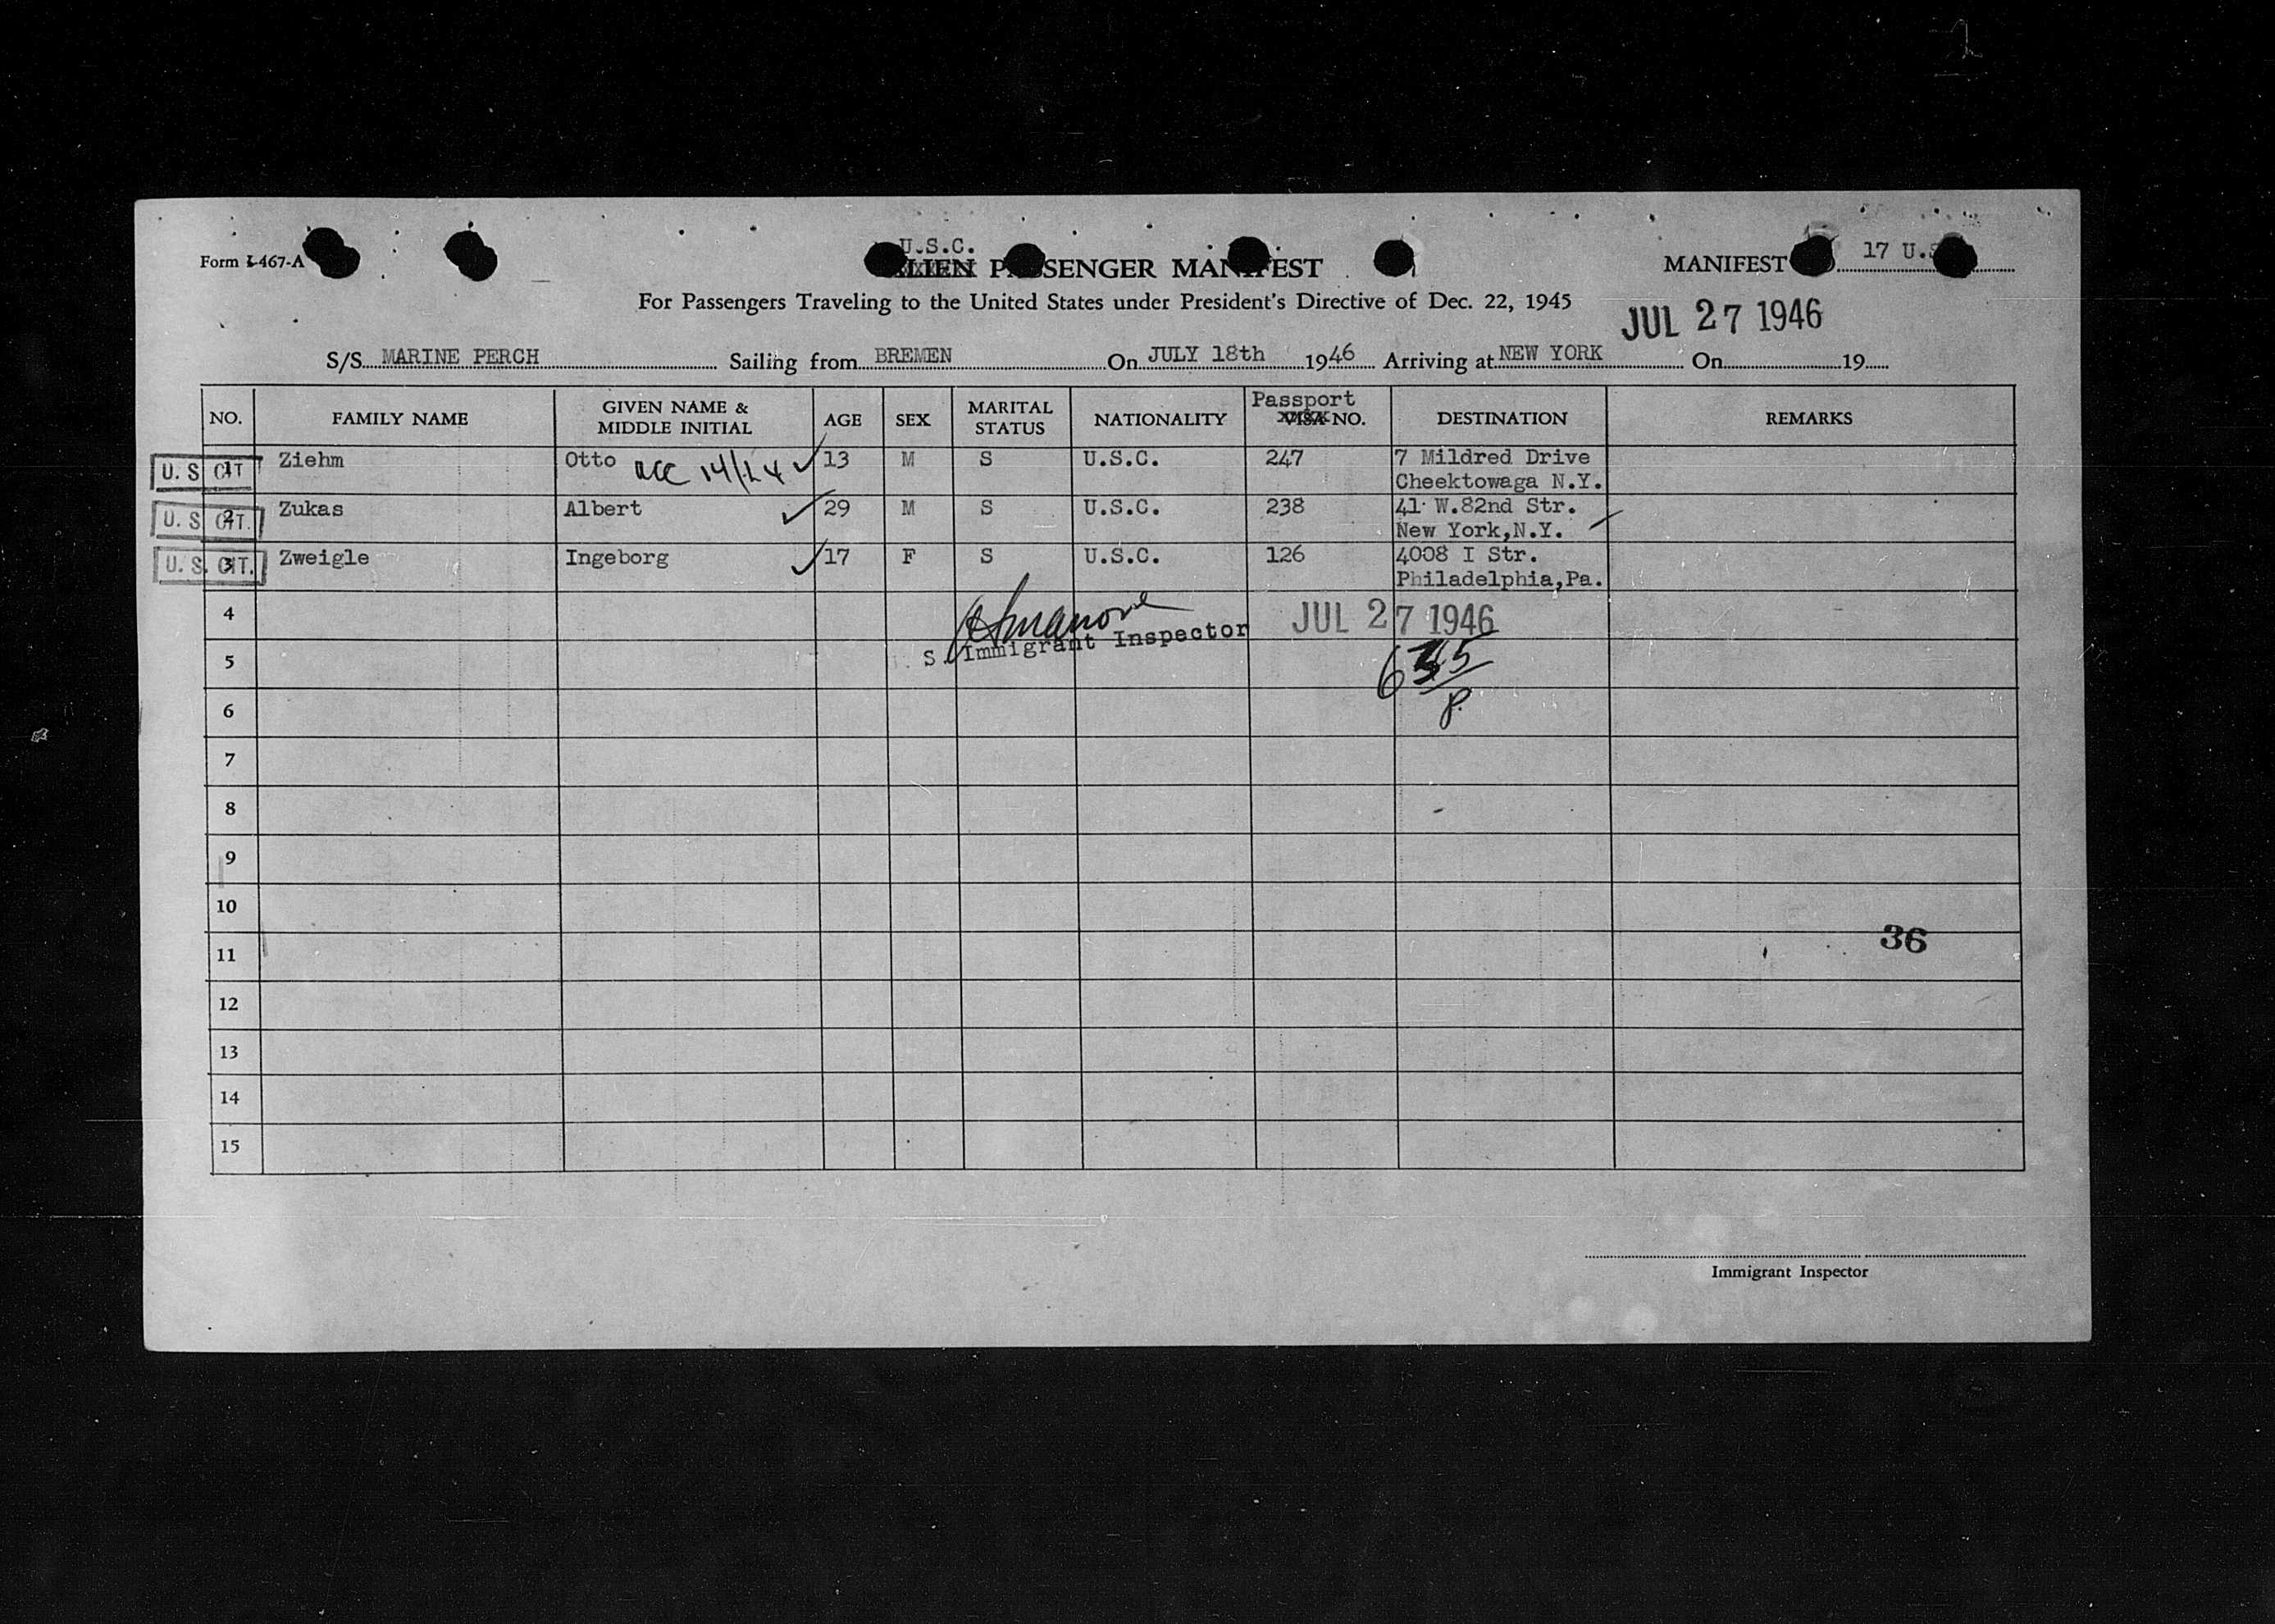 Form I-467-A
U.S.C.
ALIEN PASSENGER MANIFEST
MANIFEST 17 U.S
For Passengers Traveling to the United States under President's Directive of Dec. 22, 1945
JUL 27 1946
S/S MARINE PERCH Sailing from BREMEN On JULY 18th 1946 Arriving at NEW YORK On 19
NO. FAMILY NAME GIVEN NAME & MIDDLE INITIAL AGE SEX MARITAL STATUS NATIONALITY Passport VISA NO. DESTINATION REMARKS
U. S. CIT. 1 Ziehm Otto 13 M S U.S.C. 247 7 Mildred Drive
Cheektowaga N.Y.
U. S. CIT. 2 Zukas Albert 29 M S U.S.C. 238 41 W.82nd Str.
New York,N.Y.
U. S. CIT. 3 Zweigle Ingeborg 17 F S U.S.C. 126 4008 I Str.
Philadelphia,Pa.
4 JUL 27 1946
S. Immigrant Inspector
5
6
7
8
9
10
36
11
12
13
14
15
Immigrant Inspector